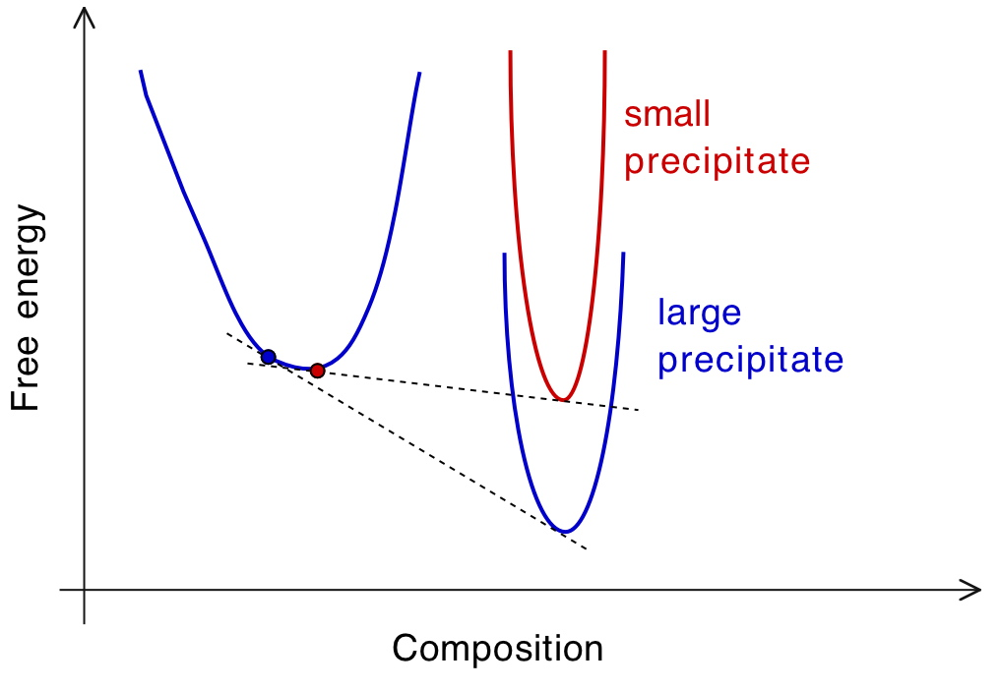 small
precipitate
large
precipitate
Free energy
Composition